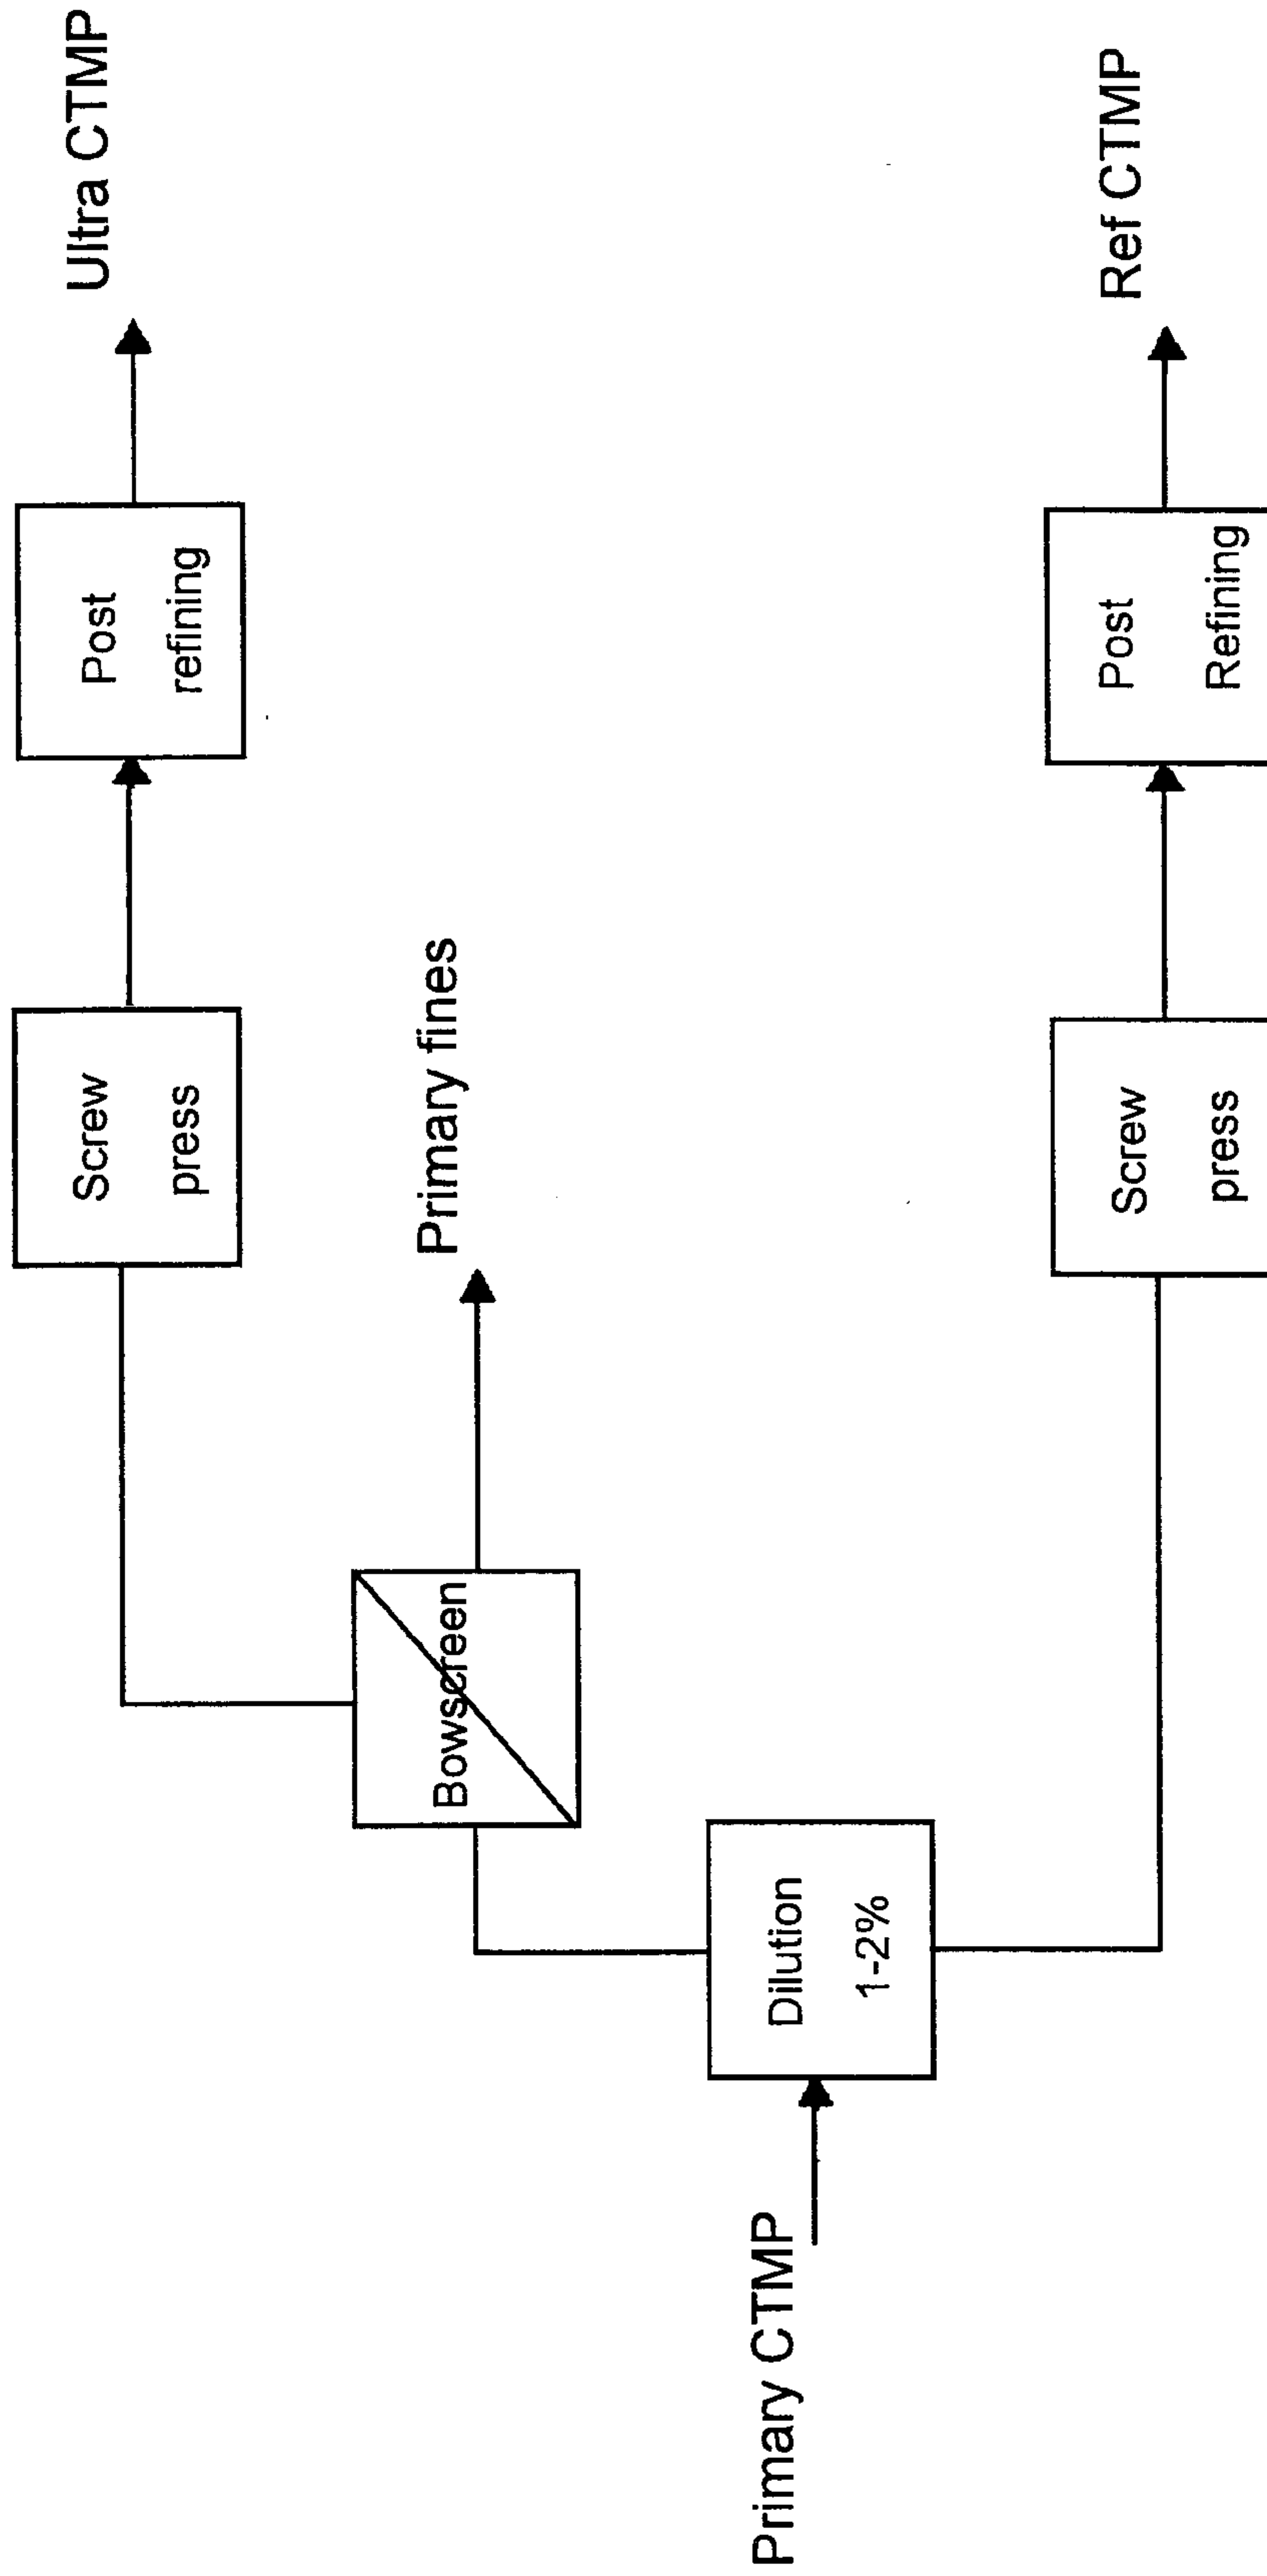 Ultra CTMP
Post
refining
Screw
press
Primary fines
Bowscreen
Dilution
1-2%
Primary CTMP
Ref CTMP
Post
Refining
Screw
press